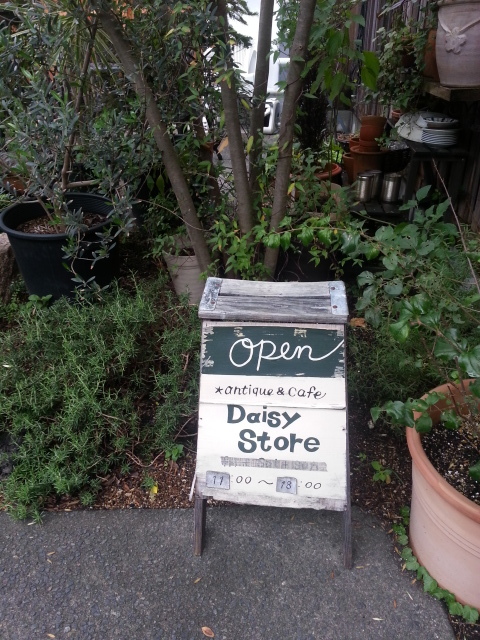 Open
★antique & Cafe
Daisy
Store
11:00～18:00